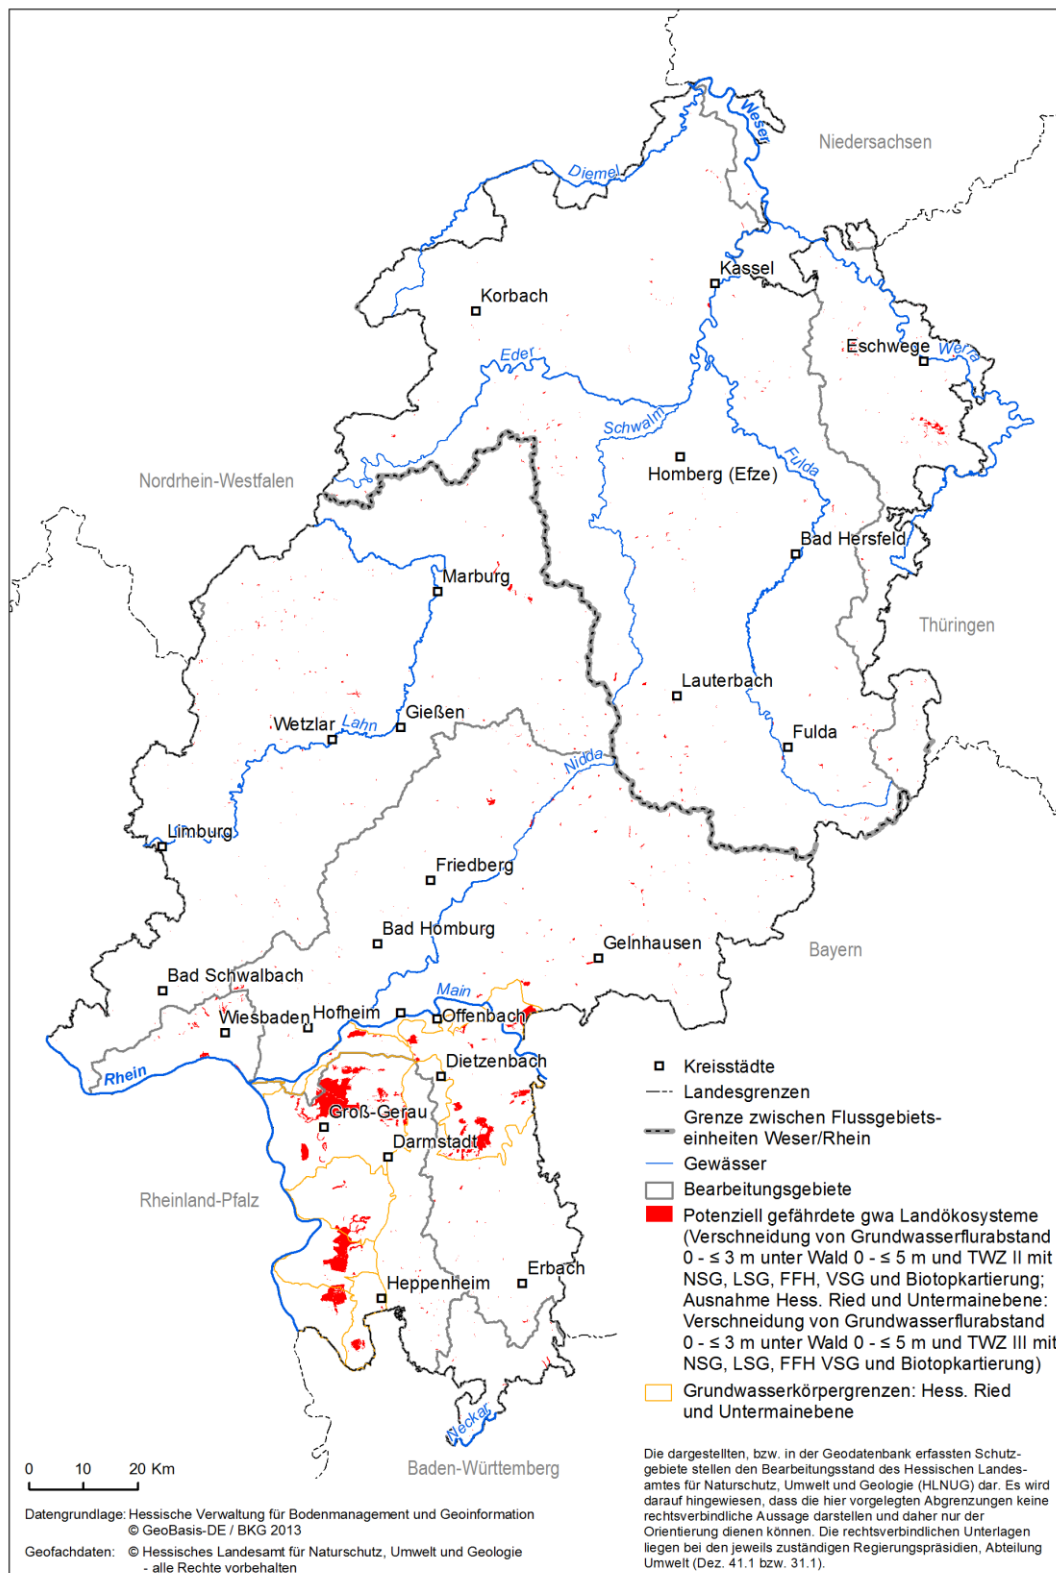 Weser
Niedersachsen
Diemel
Kassel
Korbach
Eschwege
Werra
Eder
Schwalm
Homberg (Efze)
Fulda
Nordrhein-Westfalen
Bad Hersfeld
Marburg
Thüringen
Lauterbach
Wetzlar
Lahn
Gießen
Fulda
Nidda
Limburg
Friedberg
Bad Homburg
Gelnhausen
Bayern
Bad Schwalbach
Main
Wiesbaden
Hofheim
Offenbach
Rhein
Dietzenbach
Groß-Gerau
Darmstadt
Rheinland-Pfalz
Heppenheim
Erbach
Neckar
Baden-Württemberg
Kreisstädte
Landesgrenzen
Grenze zwischen Flussgebiets-
einheiten Weser/Rhein
Gewässer
Bearbeitungsgebiete
Potenziell gefährdete gwa Landökosysteme
(Verschneidung von Grundwasserflurabstand
0 - ≤ 3 m unter Wald 0 - ≤ 5 m und TWZ II mit
NSG, LSG, FFH, VSG und Biotopkartierung;
Ausnahme Hess. Ried und Untermainebene:
Verschneidung von Grundwasserflurabstand
0 - ≤ 3 m unter Wald 0 - ≤ 5 m und TWZ III mit
NSG, LSG, FFH VSG und Biotopkartierung)
Grundwasserkörpergrenzen: Hess. Ried
und Untermainebene
0 10 20 Km
Die dargestellten, bzw. in der Geodatenbank erfassten Schutz-
gebiete stellen den Bearbeitungsstand des Hessischen Landes-
amtes für Naturschutz, Umwelt und Geologie (HLNUG) dar. Es wird
darauf hingewiesen, dass die hier vorgelegten Abgrenzungen keine
rechtsverbindliche Aussage darstellen und daher nur der
Orientierung dienen können. Die rechtsverbindlichen Unterlagen
liegen bei den jeweils zuständigen Regierungspräsidien, Abteilung
Umwelt (Dez. 41.1 bzw. 31.1).
Datengrundlage: Hessische Verwaltung für Bodenmanagement und Geoinformation
© GeoBasis-DE / BKG 2013
Geofachdaten: © Hessisches Landesamt für Naturschutz, Umwelt und Geologie
- alle Rechte vorbehalten